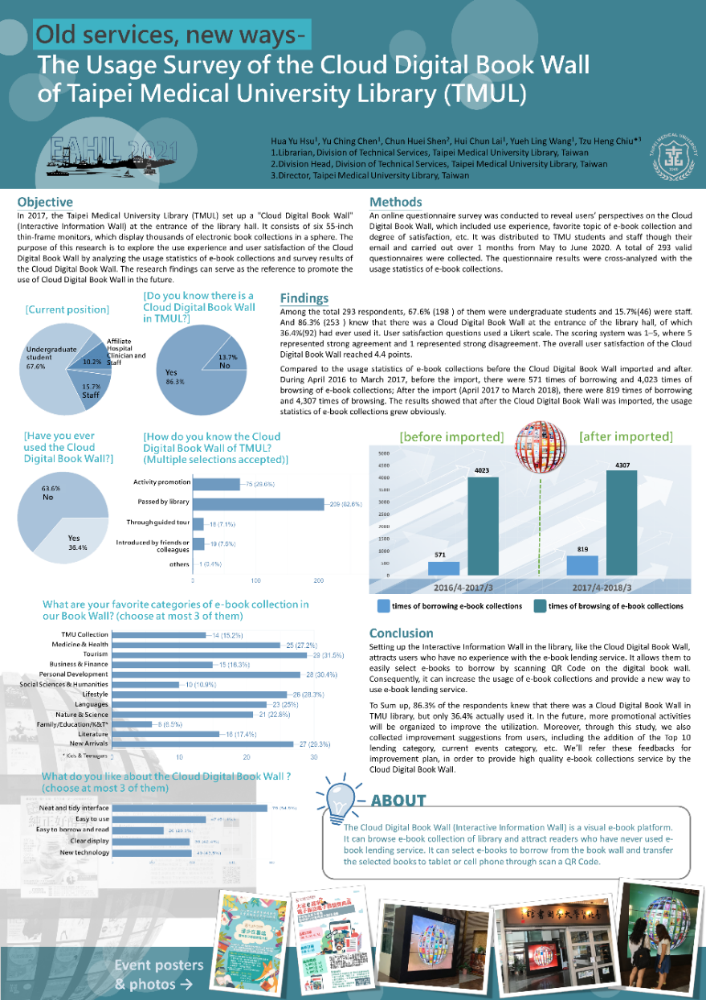 Old services, new ways-
The Usage Survey of the Cloud Digital Book Wall
of Taipei Medical University Library (TMUL)
EAHIL 2021
Hua Yu Hsu¹, Yu Ching Chen¹, Chun Huei Shen², Hui Chun Lai¹, Yueh Ling Wang¹, Tzu Heng Chiu*³
1.Librarian, Division of Technical Services, Taipei Medical University Library, Taiwan
2.Division Head, Division of Technical Services, Taipei Medical University Library, Taiwan
3.Director, Taipei Medical University Library, Taiwan
TAIPEI MEDICAL UNIVERSITY
1960
Objective
In 2017, the Taipei Medical University Library (TMUL) set up a "Cloud Digital Book Wall"
(Interactive Information Wall) at the entrance of the library hall. It consists of six 55-inch
thin-frame monitors, which display thousands of electronic book collections in a sphere. The
purpose of this research is to explore the use experience and user satisfaction of the Cloud
Digital Book Wall by analyzing the usage statistics of e-book collections and survey results of
the Cloud Digital Book Wall. The research findings can serve as the reference to promote the
use of Cloud Digital Book Wall in the future.
Methods
An online questionnaire survey was conducted to reveal users' perspectives on the Cloud
Digital Book Wall, which included use experience, favorite topic of e-book collection and
degree of satisfaction, etc. It was distributed to TMU students and staff though their
email and carried out over 1 months from May to June 2020. A total of 293 valid
questionnaires were collected. The questionnaire results were cross-analyzed with the
usage statistics of e-book collections.
[Current position]
Undergraduate
student
67.6%
Affiliate
Hospital
Clinician and
Staff
10.2%
15.7%
Staff
[Do you know there is a
Cloud Digital Book Wall
in TMUL?]
13.7%
No
Yes
86.3%
Findings
Among the total 293 respondents, 67.6% (198 ) of them were undergraduate students and 15.7%(46) were staff.
And 86.3% (253 ) knew that there was a Cloud Digital Book Wall at the entrance of the library hall, of which
36.4%(92) had ever used it. User satisfaction questions used a Likert scale. The scoring system was 1–5, where 5
represented strong agreement and 1 represented strong disagreement. The overall user satisfaction of the Cloud
Digital Book Wall reached 4.4 points.
Compared to the usage statistics of e-book collections before the Cloud Digital Book Wall imported and after.
During April 2016 to March 2017, before the import, there were 571 times of borrowing and 4,023 times of
browsing of e-book collections; After the import (April 2017 to March 2018), there were 819 times of borrowing
and 4,307 times of browsing. The results showed that after the Cloud Digital Book Wall was imported, the usage
statistics of e-book collections grew obviously.
[Have you ever
used the Cloud
Digital Book Wall?]
63.6%
No
Yes
36.4%
[How do you know the Cloud
Digital Book Wall of TMUL?
(Multiple selections accepted)]
Activity promotion 75 (29.6%)
Passed by library 209 (82.6%)
Through guided tour 18 (7.1%)
Introduced by friends or
colleagues 19 (7.5%)
others 1 (0.4%)
0 100 200
[before imported] [after imported]
5000
4500
4000
3500
3000
2500
2000
1500
1000
500
0
571
4023
819
4307
2016/4-2017/3 2017/4-2018/3
times of borrowing e-book collections times of browsing of e-book collections
What are your favorite categories of e-book collection in
our Book Wall? (choose at most 3 of them)
TMU Collection 14 (15.2%)
Medicine & Health 25 (27.2%)
Tourism 29 (31.5%)
Business & Finance 15 (16.3%)
Personal Development 28 (30.4%)
Social Sciences & Humanities 10 (10.9%)
Lifestyle 26 (28.3%)
Languages 23 (25%)
Nature & Science 21 (22.8%)
Family/Education/K&T* 6 (6.5%)
Literature 16 (17.4%)
New Arrivals 27 (29.3%)
* Kids & Teenagers 0 10 20 30
Conclusion
Setting up the Interactive Information Wall in the library, like the Cloud Digital Book Wall,
attracts users who have no experience with the e-book lending service. It allows them to
easily select e-books to borrow by scanning QR Code on the digital book wall.
Consequently, it can increase the usage of e-book collections and provide a new way to
use e-book lending service.
To Sum up, 86.3% of the respondents knew that there was a Cloud Digital Book Wall in
TMU library, but only 36.4% actually used it. In the future, more promotional activities
will be organized to improve the utilization. Moreover, through this study, we also
collected improvement suggestions from users, including the addition of the Top 10
lending category, current events category, etc. We'll refer these feedbacks for
improvement plan, in order to provide high quality e-book collections service by the
Cloud Digital Book Wall.
What do you like about the Cloud Digital Book Wall ?
(choose at most 3 of them)
Neat and tidy interface
Easy to use
Easy to borrow and read
Clear display
New technology
ABOUT
The Cloud Digital Book Wall (Interactive Information Wall) is a visual e-book platform.
It can browse e-book collection of library and attract readers who have never used e-
book lending service. It can select e-books to borrow from the book wall and transfer
the selected books to tablet or cell phone through scan a QR Code.
Event posters
& photos →